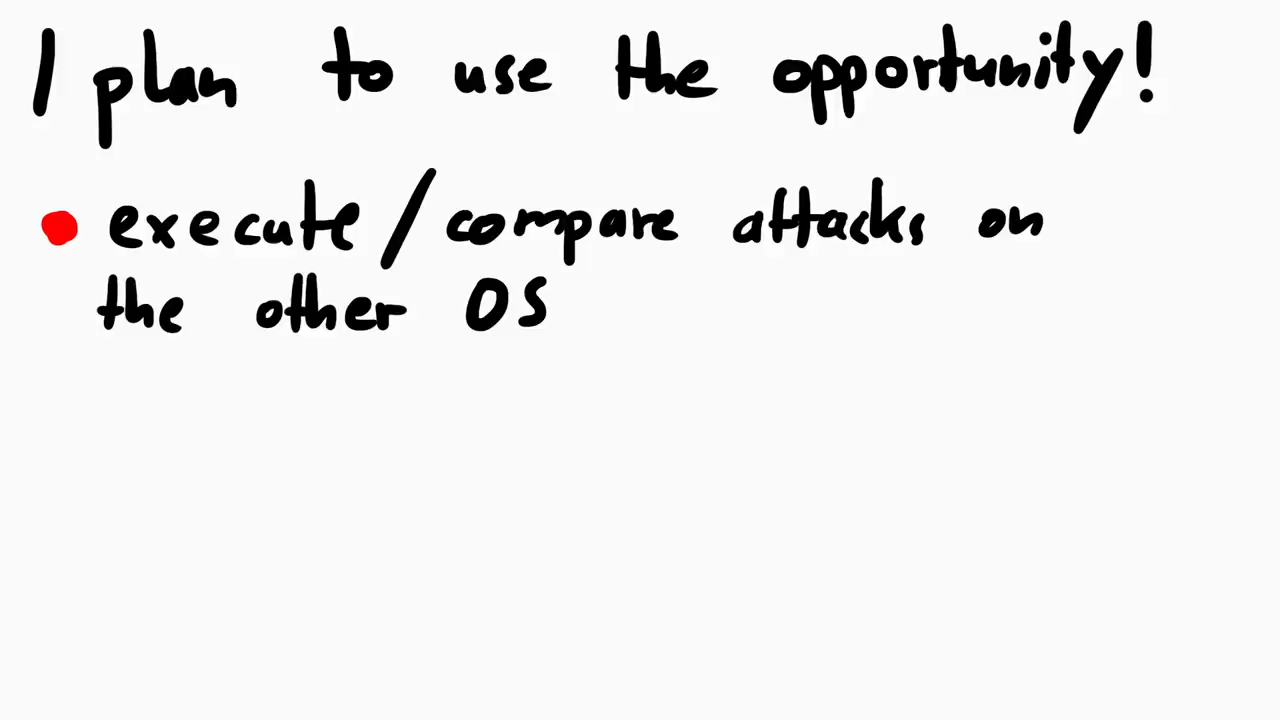 I plan to use the opportunity!
execute/compare attacks on
the other OS